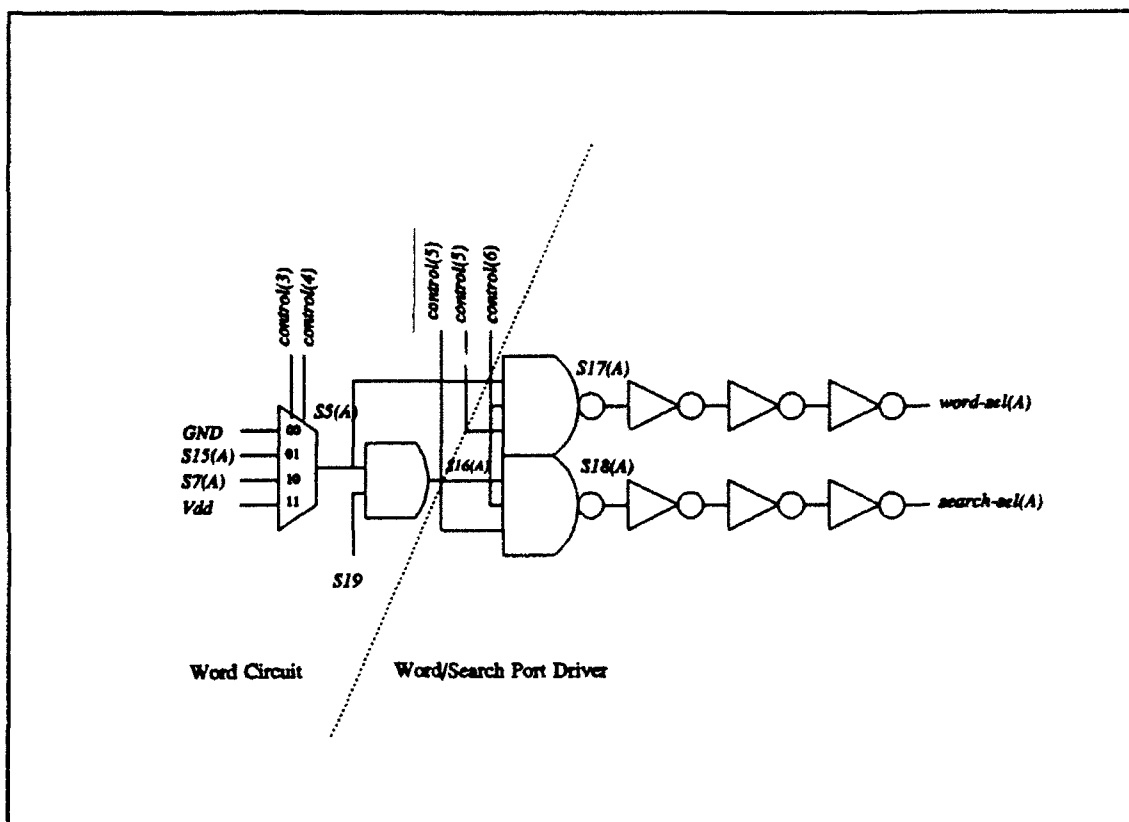 control(3)
control(4)
control(5)
control(5)
control(6)
S5(A)
GND
S15(A)
S7(A)
Vdd
00
01
10
11
S19
S16(A)
S17(A)
S18(A)
word-sel(A)
search-sel(A)
Word Circuit
Word/Search Port Driver